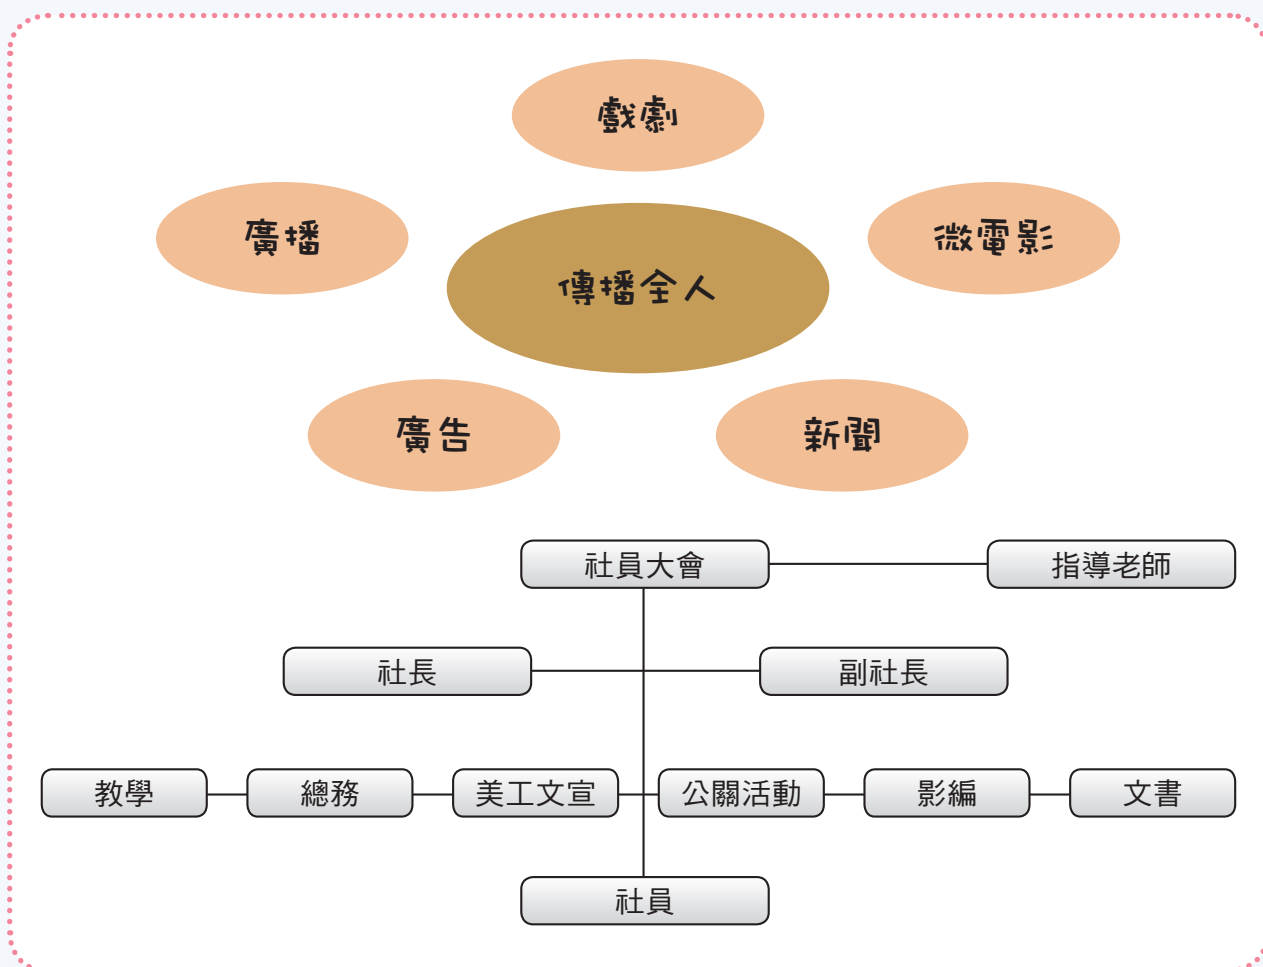 戲劇
廣播
微電影
傳播全人
廣告
新聞
社員大會
指導老師
社長
副社長
教學
總務
美工文宣
公關活動
影編
文書
社員